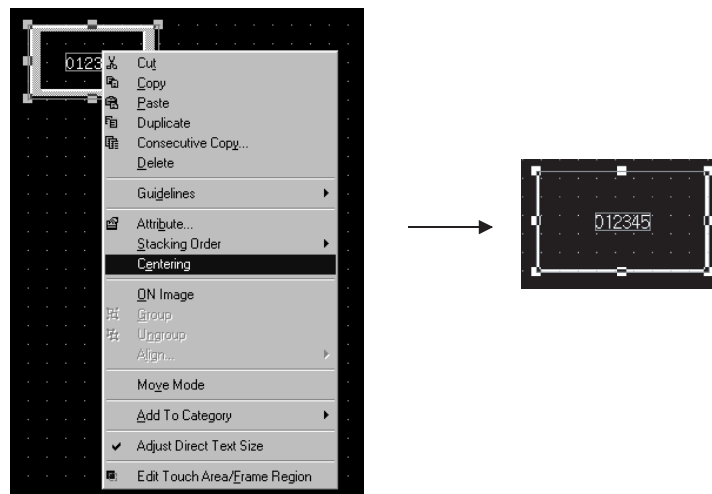 0123
Cut
Copy
Paste
Duplicate
Consecutive Copy...
Delete
Guidelines
Attribute...
Stacking Order
Centering
ON Image
Group
Ungroup
Align...
Move Mode
Add To Category
Adjust Direct Text Size
Edit Touch Area/Frame Region
012345